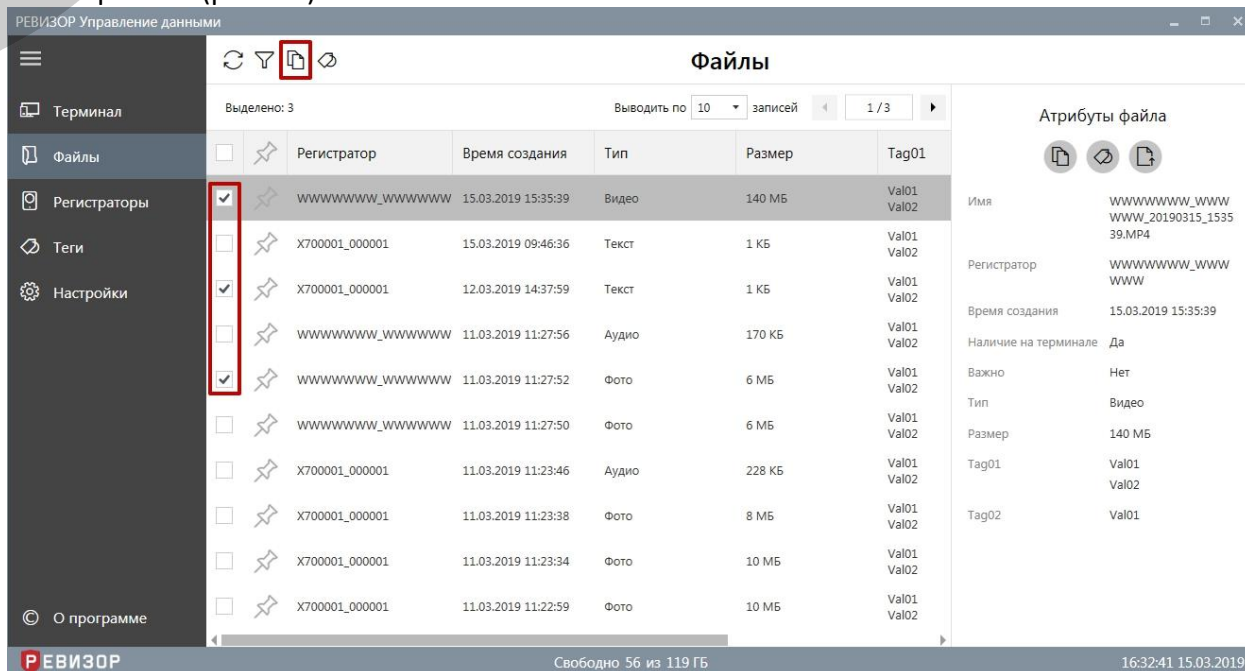 РЕВИЗОР Управление данными
Файлы
Терминал
Файлы
Регистраторы
Теги
Настройки
О программе
Выделено: 3
Выводить по 10 записей 1 / 3
Регистратор Время создания Тип Размер Tag01
WWWWWWW_WWWWWW 15.03.2019 15:35:39 Видео 140 МБ Val01
Val02
X700001_000001 15.03.2019 09:46:36 Текст 1 КБ Val01
Val02
X700001_000001 12.03.2019 14:37:59 Текст 1 КБ Val01
Val02
WWWWWWW_WWWWWW 11.03.2019 11:27:56 Аудио 170 КБ Val01
Val02
WWWWWWW_WWWWWW 11.03.2019 11:27:52 Фото 6 МБ Val01
Val02
WWWWWWW_WWWWWW 11.03.2019 11:27:50 Фото 6 МБ Val01
Val02
X700001_000001 11.03.2019 11:23:46 Аудио 228 КБ Val01
Val02
X700001_000001 11.03.2019 11:23:38 Фото 8 МБ Val01
Val02
X700001_000001 11.03.2019 11:23:34 Фото 10 МБ Val01
Val02
X700001_000001 11.03.2019 11:22:59 Фото 10 МБ Val01
Val02
Атрибуты файла
Имя WWWWWWW_WWW
WWW_20190315_1535
39.MP4
Регистратор WWWWWWW_WWW
WWW
Время создания 15.03.2019 15:35:39
Наличие на терминале Да
Важно Нет
Тип Видео
Размер 140 МБ
Tag01 Val01
Val02
Tag02 Val01
РЕВИЗОР
Свободно 56 из 119 ГБ
16:32:41 15.03.2019